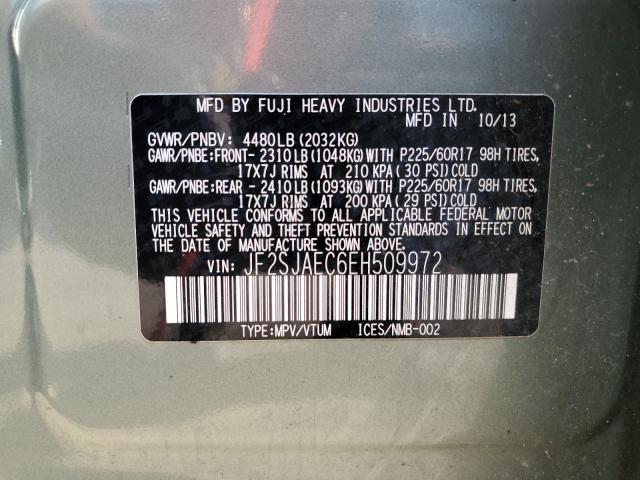 MFD BY FUJI HEAVY INDUSTRIES LTD.
MFD IN 10/13
GVWR/PNBV: 4480LB (2032KG)
GAWR/PNBE:FRONT- 2310LB(1048KG)WITH P225/60R17 98H TIRES,
17X7J RIMS AT 210 KPA(30 PSI)COLD
GAWR/PNBE:REAR - 2410LB(1093KG)WITH P225/60R17 98H TIRES,
17X7J RIMS AT 200 KPA(29 PSI)COLD
THIS VEHICLE CONFORMS TO ALL APPLICABLE FEDERAL MOTOR
VEHICLE SAFETY AND THEFT PREVENTION STANDARDS IN EFFECT ON
THE DATE OF MANUFACTURE SHOWN ABOVE.
VIN: JF2SJAEC6EH509972
TYPE:MPV/VTUM ICES/NMB-002